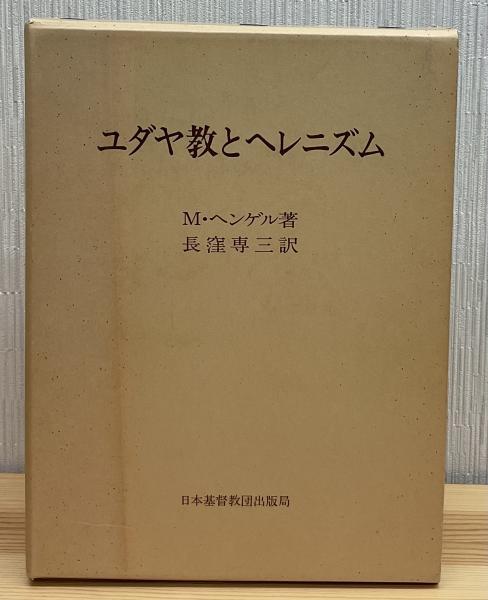 ユダヤ教とヘレニズム
M・ヘンゲル著
長窪専三訳
日本基督教団出版局